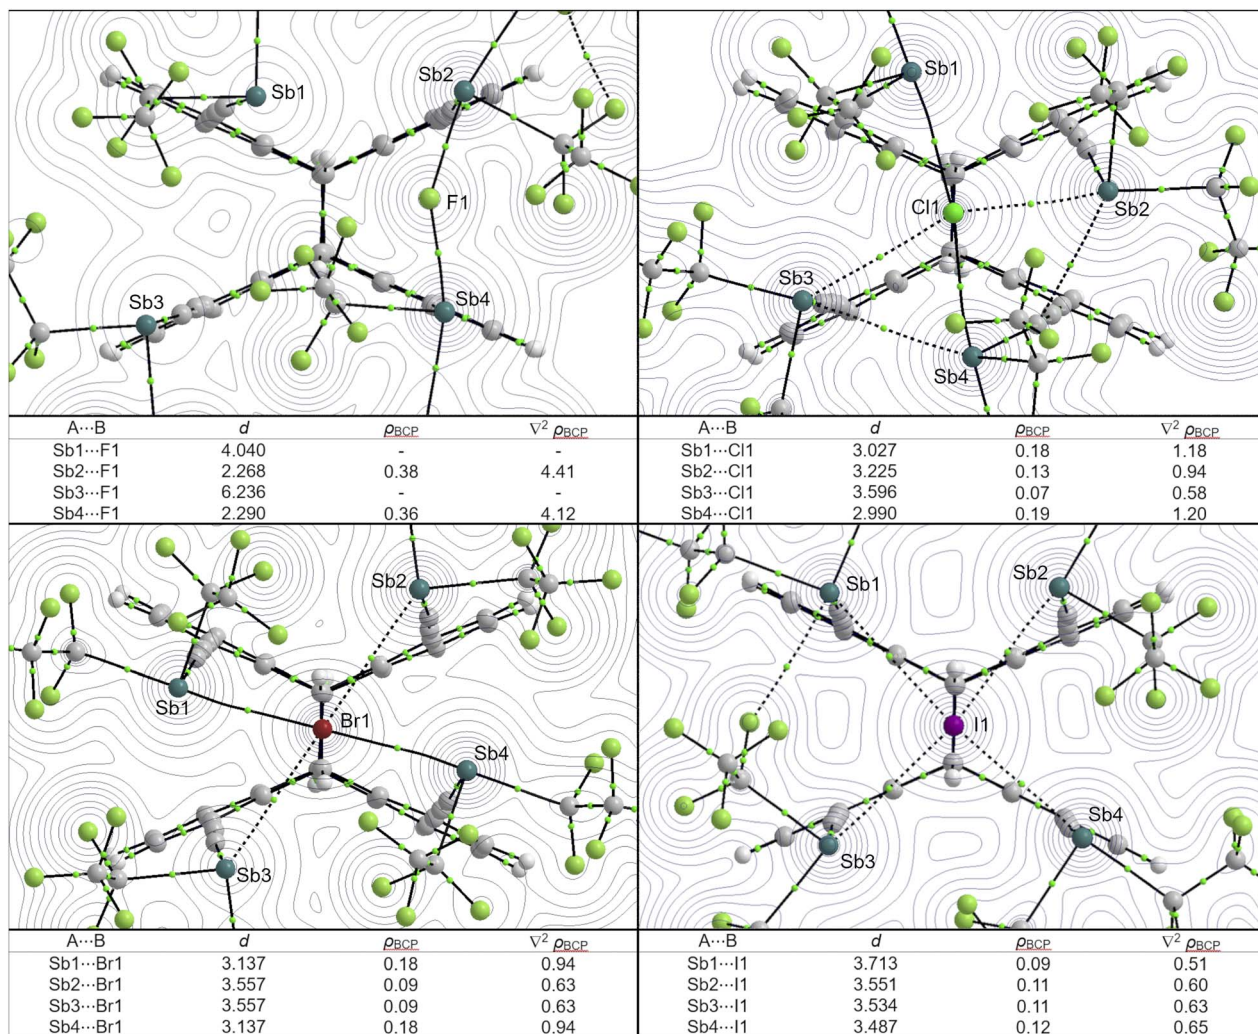 Sb1
Sb2
F1
Sb3
Sb4
Sb1
Cl1
Sb2
Sb3
Sb4
A···B d ρBCP ∇² ρBCP
Sb1···F1 4.040 - -
Sb2···F1 2.268 0.38 4.41
Sb3···F1 6.236 - -
Sb4···F1 2.290 0.36 4.12
A···B d ρBCP ∇² ρBCP
Sb1···Cl1 3.027 0.18 1.18
Sb2···Cl1 3.225 0.13 0.94
Sb3···Cl1 3.596 0.07 0.58
Sb4···Cl1 2.990 0.19 1.20
Sb2
Sb1
Br1
Sb4
Sb3
Sb1
Sb2
I1
Sb3
Sb4
A···B d ρBCP ∇² ρBCP
Sb1···Br1 3.137 0.18 0.94
Sb2···Br1 3.557 0.09 0.63
Sb3···Br1 3.557 0.09 0.63
Sb4···Br1 3.137 0.18 0.94
A···B d ρBCP ∇² ρBCP
Sb1···I1 3.713 0.09 0.51
Sb2···I1 3.551 0.11 0.60
Sb3···I1 3.534 0.11 0.63
Sb4···I1 3.487 0.12 0.65